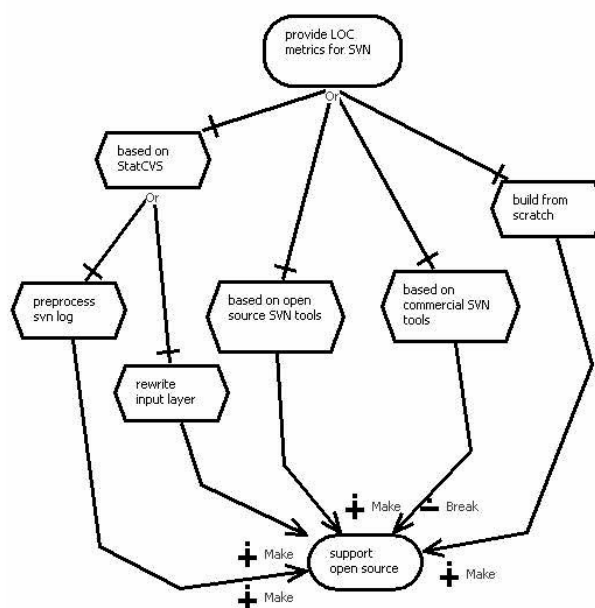 provide LOC
metrics for SVN
Or
based on
StatCVS
Or
build from
scratch
preprocess
svn log
based on open
source SVN tools
based on
commercial SVN
tools
rewrite
input layer
Make
Break
Make
support
open source
Make
Make